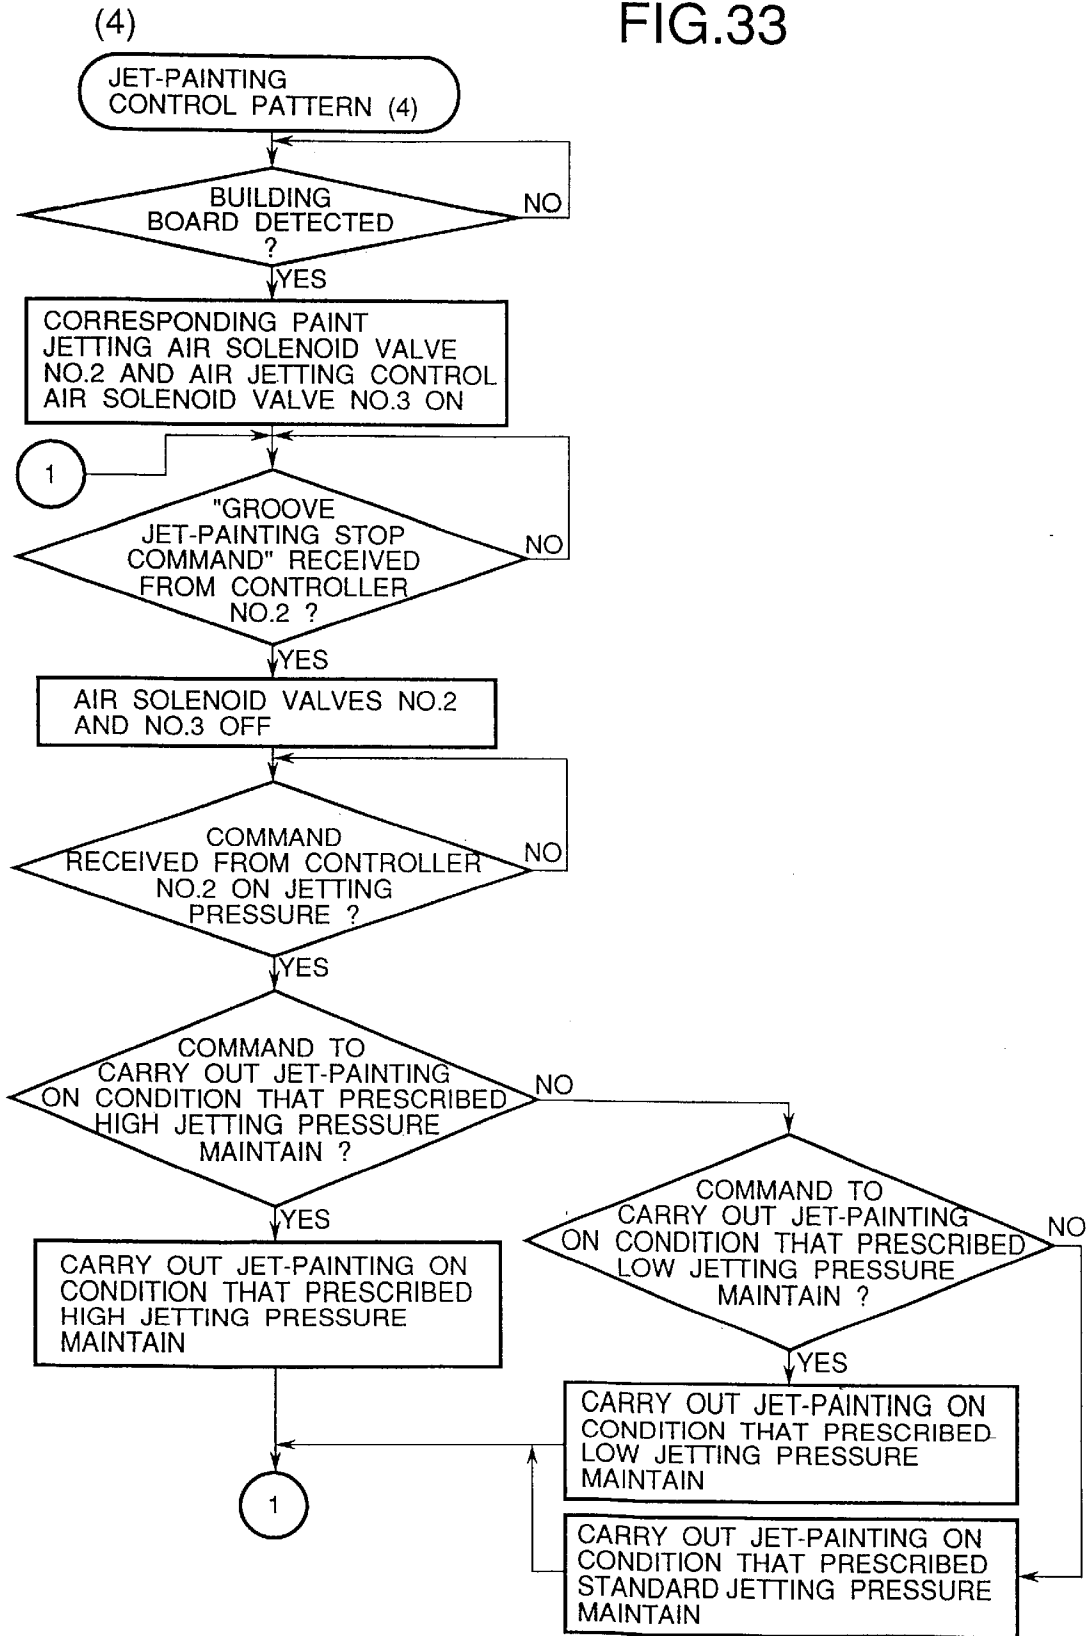 (4)
FIG.33
JET-PAINTING
CONTROL PATTERN (4)
BUILDING
BOARD DETECTED
?
NO
YES
CORRESPONDING PAINT
JETTING AIR SOLENOID VALVE
NO.2 AND AIR JETTING CONTROL
AIR SOLENOID VALVE NO.3 ON
1
"GROOVE
JET-PAINTING STOP
COMMAND" RECEIVED
FROM CONTROLLER
NO.2 ?
NO
YES
AIR SOLENOID VALVES NO.2
AND NO.3 OFF
COMMAND
RECEIVED FROM CONTROLLER
NO.2 ON JETTING
PRESSURE ?
NO
YES
COMMAND TO
CARRY OUT JET-PAINTING
ON CONDITION THAT PRESCRIBED
HIGH JETTING PRESSURE
MAINTAIN ?
NO
YES
COMMAND TO
CARRY OUT JET-PAINTING
ON CONDITION THAT PRESCRIBED
LOW JETTING PRESSURE
MAINTAIN ?
NO
YES
CARRY OUT JET-PAINTING ON
CONDITION THAT PRESCRIBED
HIGH JETTING PRESSURE
MAINTAIN
CARRY OUT JET-PAINTING ON
CONDITION THAT PRESCRIBED
LOW JETTING PRESSURE
MAINTAIN
1
CARRY OUT JET-PAINTING ON
CONDITION THAT PRESCRIBED
STANDARD JETTING PRESSURE
MAINTAIN